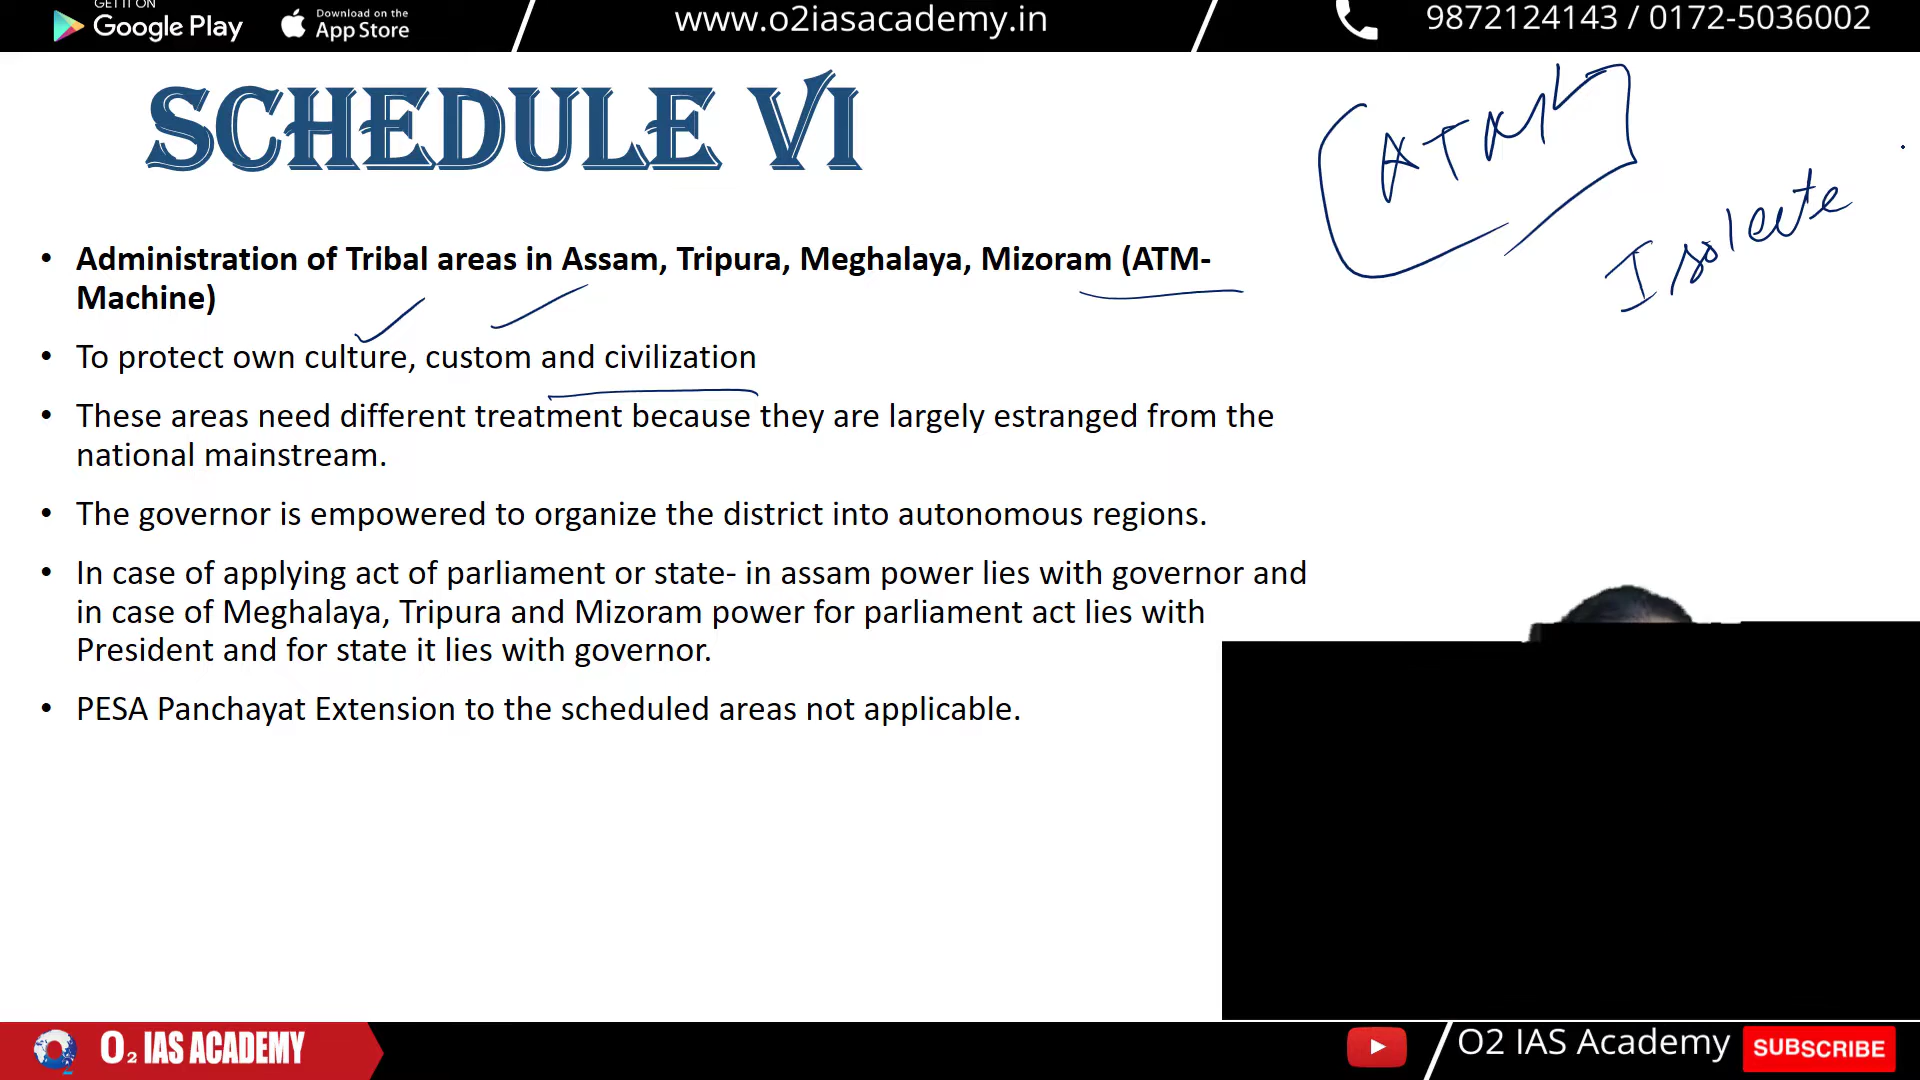 GET IT ON
Google Play
Download on the
App Store
www.o2iasacademy.in
9872124143 / 0172-5036002
SCHEDULE VI
ATMM
Isolate
• Administration of Tribal areas in Assam, Tripura, Meghalaya, Mizoram (ATM-
Machine)
• To protect own culture, custom and civilization
• These areas need different treatment because they are largely estranged from the
national mainstream.
• The governor is empowered to organize the district into autonomous regions.
• In case of applying act of parliament or state- in assam power lies with governor and
in case of Meghalaya, Tripura and Mizoram power for parliament act lies with
President and for state it lies with governor.
• PESA Panchayat Extension to the scheduled areas not applicable.
O2 IAS ACADEMY
O2 IAS Academy
SUBSCRIBE